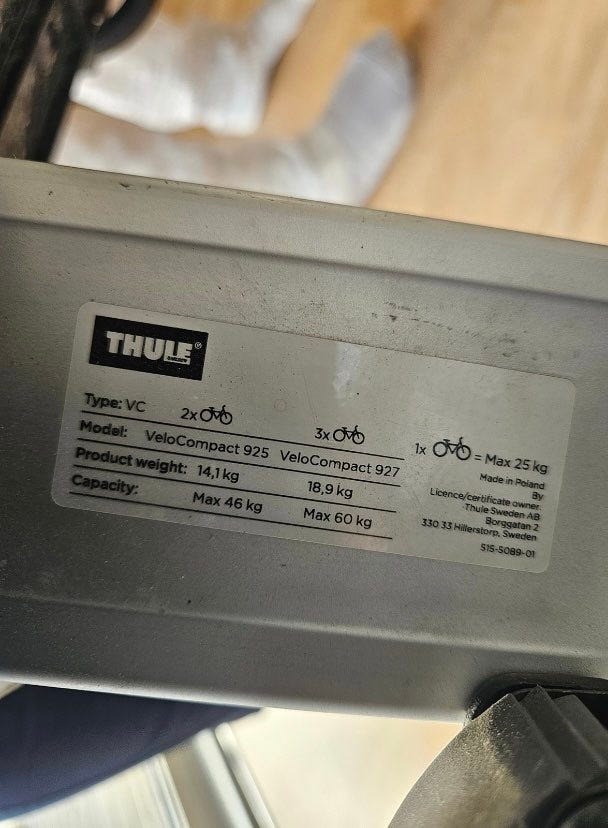 THULE®
SWEDEN
Type: VC 2x 3x
Model: VeloCompact 925 VeloCompact 927
Product weight: 14,1 kg 18,9 kg
Capacity: Max 46 kg Max 60 kg
1x = Max 25 kg
Made in Poland
By
Licence/certificate owner:
Thule Sweden AB
Borggatan 2
330 33 Hillerstorp, Sweden
515-5089-01